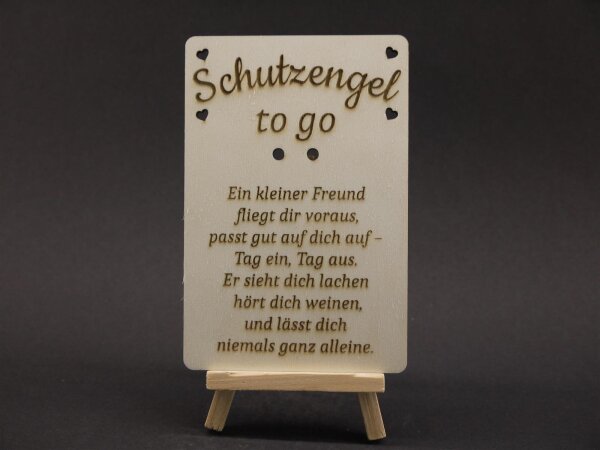 Schutzengel
to go
Ein kleiner Freund
fliegt dir voraus,
passt gut auf dich auf –
Tag ein, Tag aus.
Er sieht dich lachen
hört dich weinen,
und lässt dich
niemals ganz alleine.